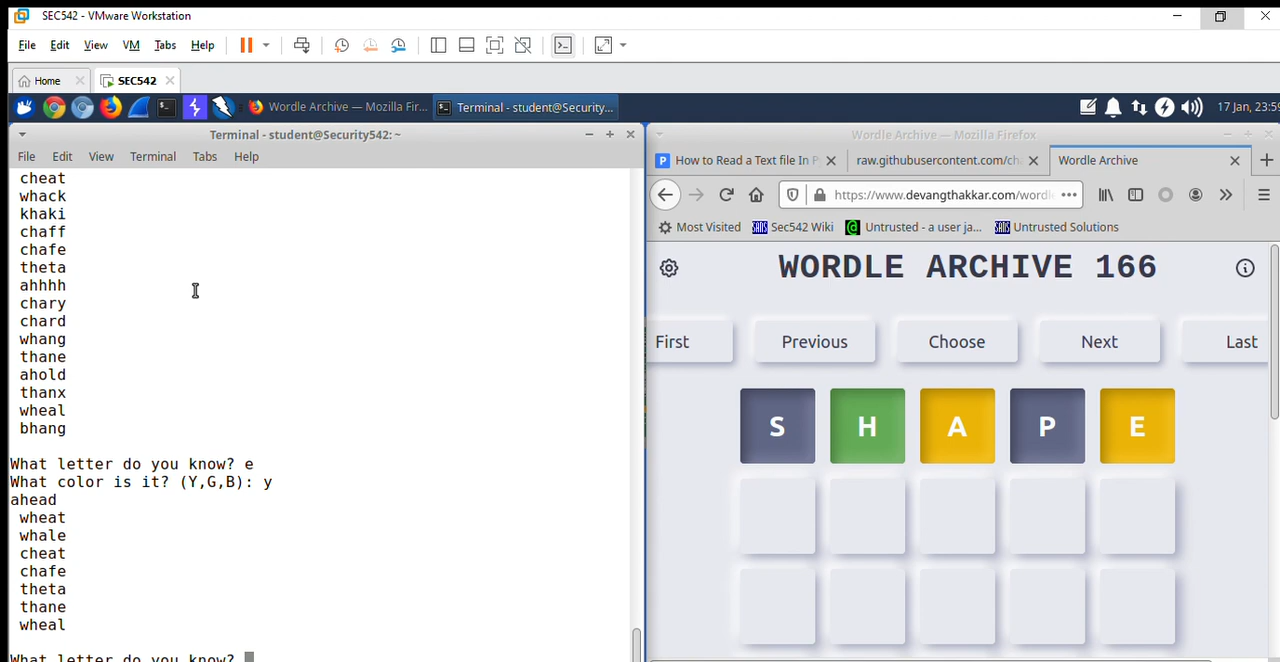 SEC542 - VMware Workstation
File Edit View VM Tabs Help
Home SEC542
Wordle Archive — Mozilla Fir... Terminal - student@Security... 17 Jan, 23:59
Terminal - student@Security542: ~
File Edit View Terminal Tabs Help
cheat
whack
khaki
chaff
chafe
theta
ahhhh
chary
chard
whang
thane
ahold
thanx
wheal
bhang
What letter do you know? e
What color is it? (Y,G,B): y
ahead
wheat
whale
cheat
chafe
theta
thane
wheal
What letter do you know?
Wordle Archive — Mozilla Firefox
How to Read a Text file In P raw.githubusercontent.com/ch Wordle Archive
https://www.devangthakkar.com/wordl
Most Visited Sec542 Wiki Untrusted - a user ja... Untrusted Solutions
WORDLE ARCHIVE 166
First Previous Choose Next Last
S H A P E